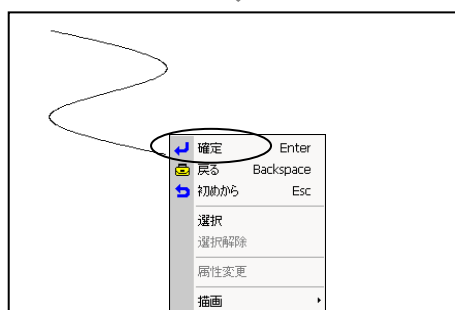 確定 Enter
戻る Backspace
初めから Esc
選択
選択解除
属性変更
描画